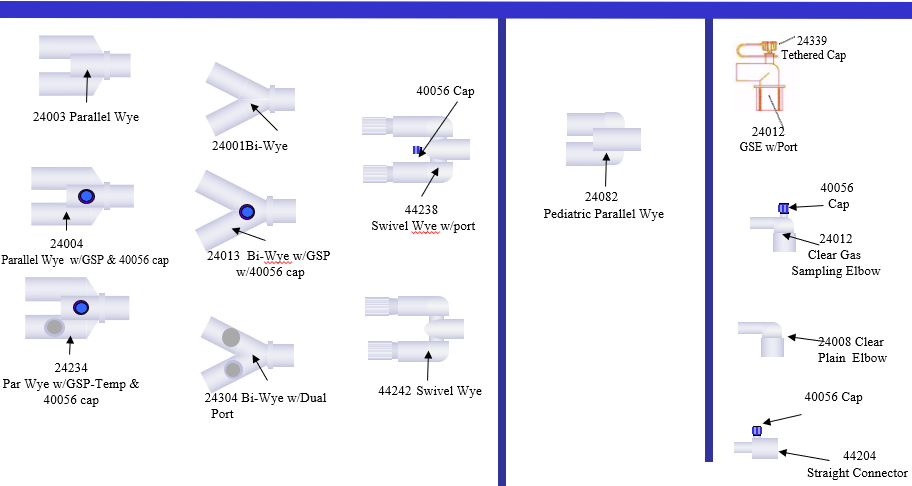 24003 Parallel Wye
24001Bi-Wye
40056 Cap
44238
Swivel Wye w/port
24004
Parallel Wye w/GSP & 40056 cap
24013 Bi-Wye w/GSP
w/40056 cap
24234
Par Wye w/GSP-Temp &
40056 cap
24304 Bi-Wye w/Dual
Port
44242 Swivel Wye
24082
Pediatric Parallel Wye
24339
Tethered Cap
24012
GSE w/Port
40056
Cap
24012
Clear Gas
Sampling Elbow
24008 Clear
Plain Elbow
40056 Cap
44204
Straight Connector